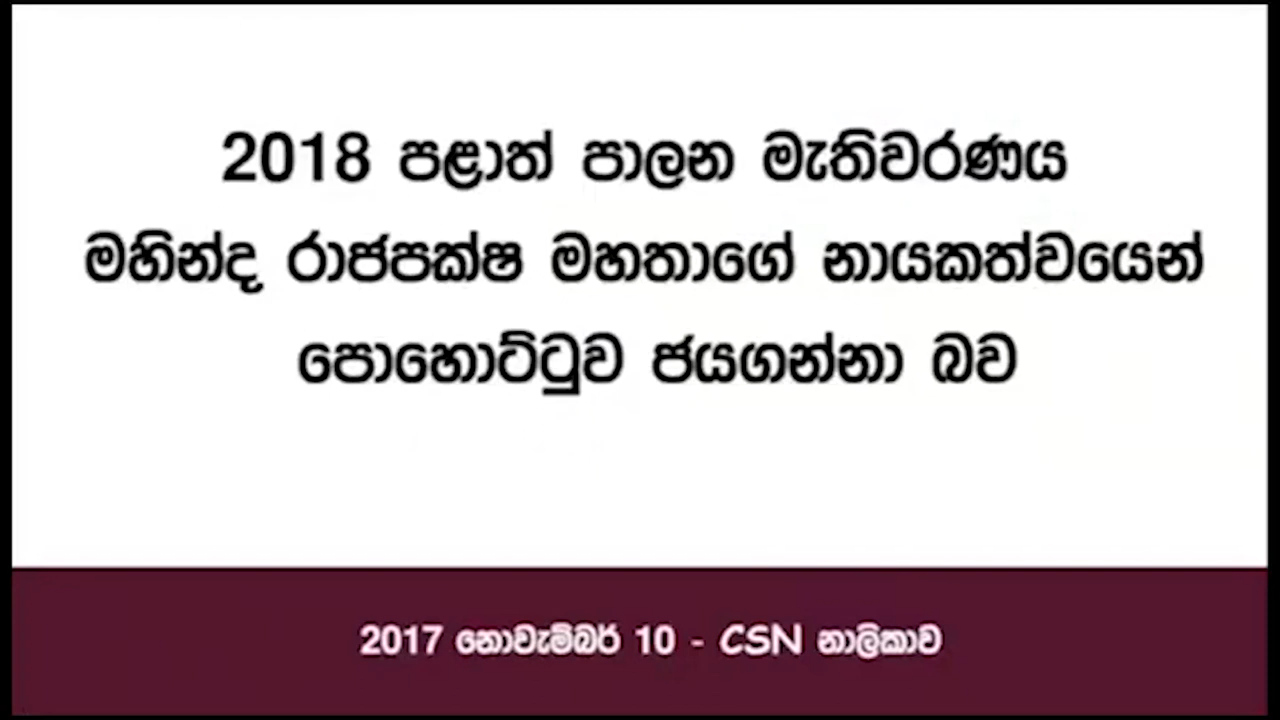 2018 පළාත් පාලන මැතිවරණය
මහින්ද රාජපක්ෂ මහතාගේ නායකත්වයෙන්
පොහොට්ටුව ජයගන්නා බව
2017 නොවැම්බර් 10 - CSN නාලිකාව